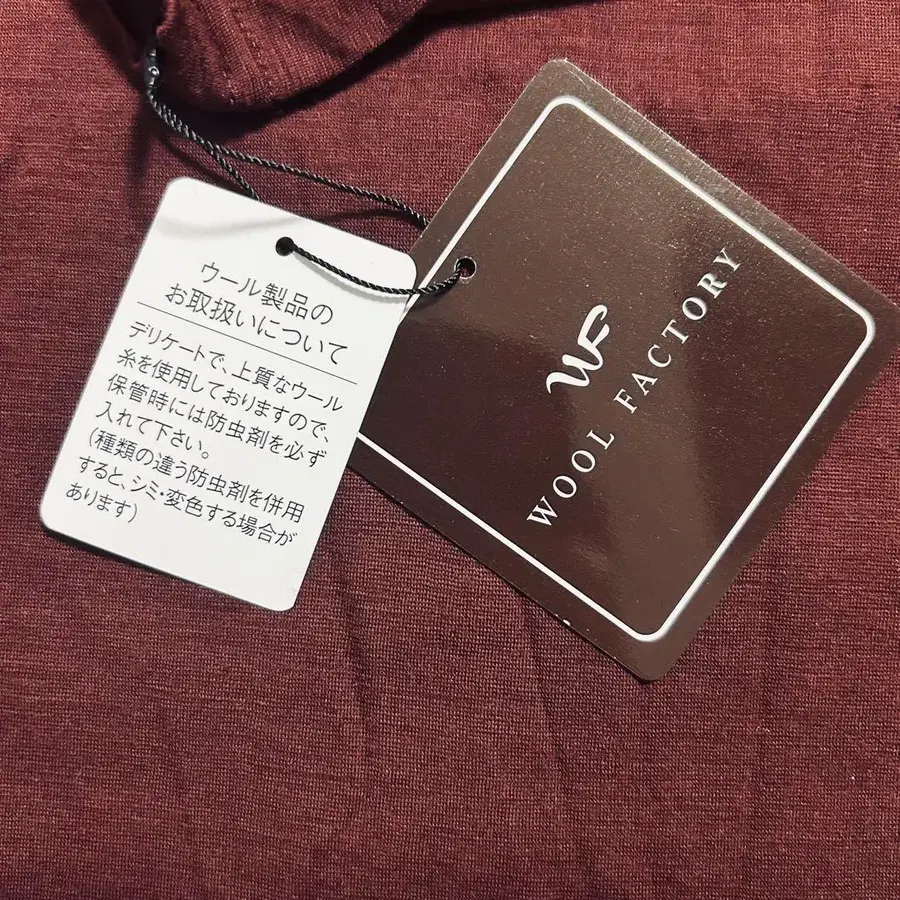 ウール製品の
お取扱いについて
デリケートで、上質なウール
糸を使用しておりますので、
保管時には防虫剤を必ず
入れて下さい。
(種類の違う防虫剤を併用
すると、シミ・変色する場合が
あります)
WF
WOOL FACTORY